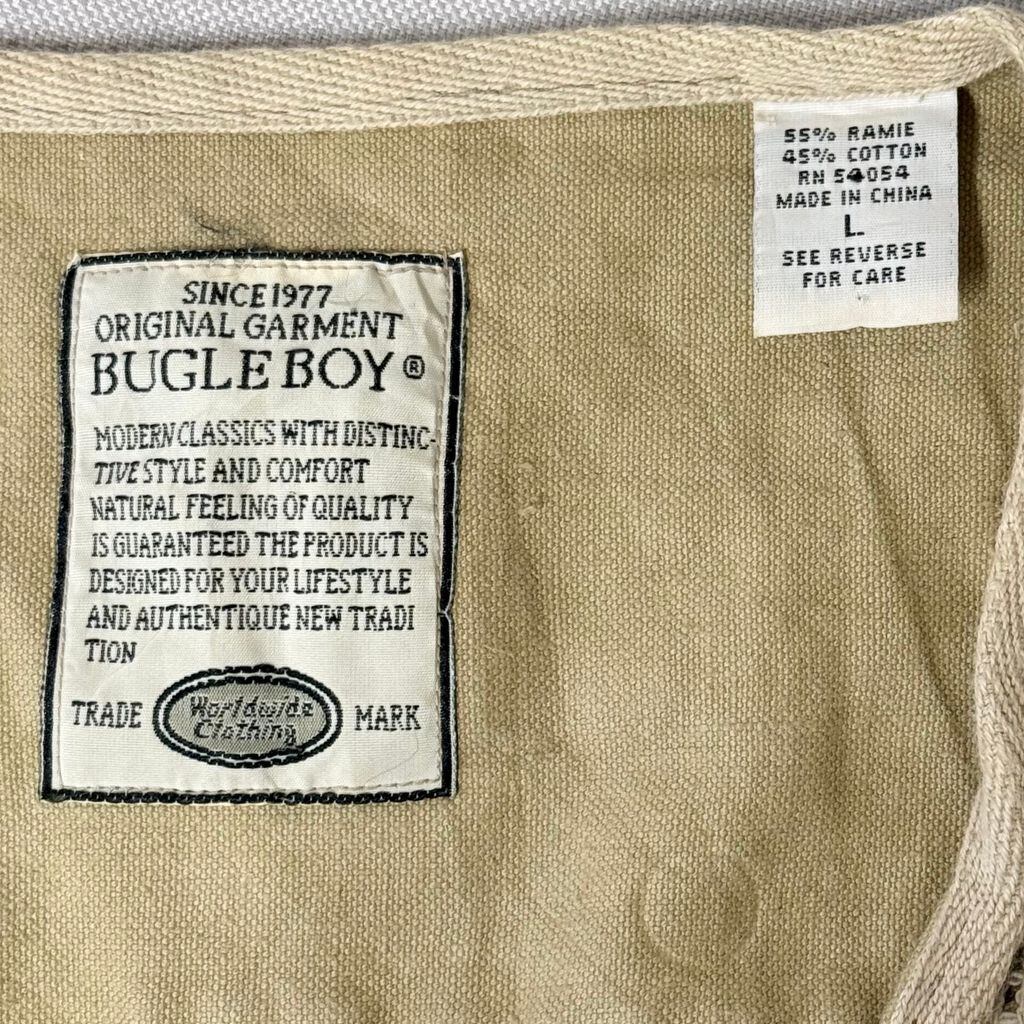 SINCE 1977
ORIGINAL GARMENT
BUGLE BOY ®
MODERN CLASSICS WITH DISTINC-
TIVE STYLE AND COMFORT
NATURAL FEELING OF QUALITY
IS GUARANTEED THE PRODUCT IS
DESIGNED FOR YOUR LIFESTYLE
AND AUTHENTIQUE NEW TRADI
TION
TRADE MARK
Worldwide
Clothing
55% RAMIE
45% COTTON
RN 54054
MADE IN CHINA
L
SEE REVERSE
FOR CARE